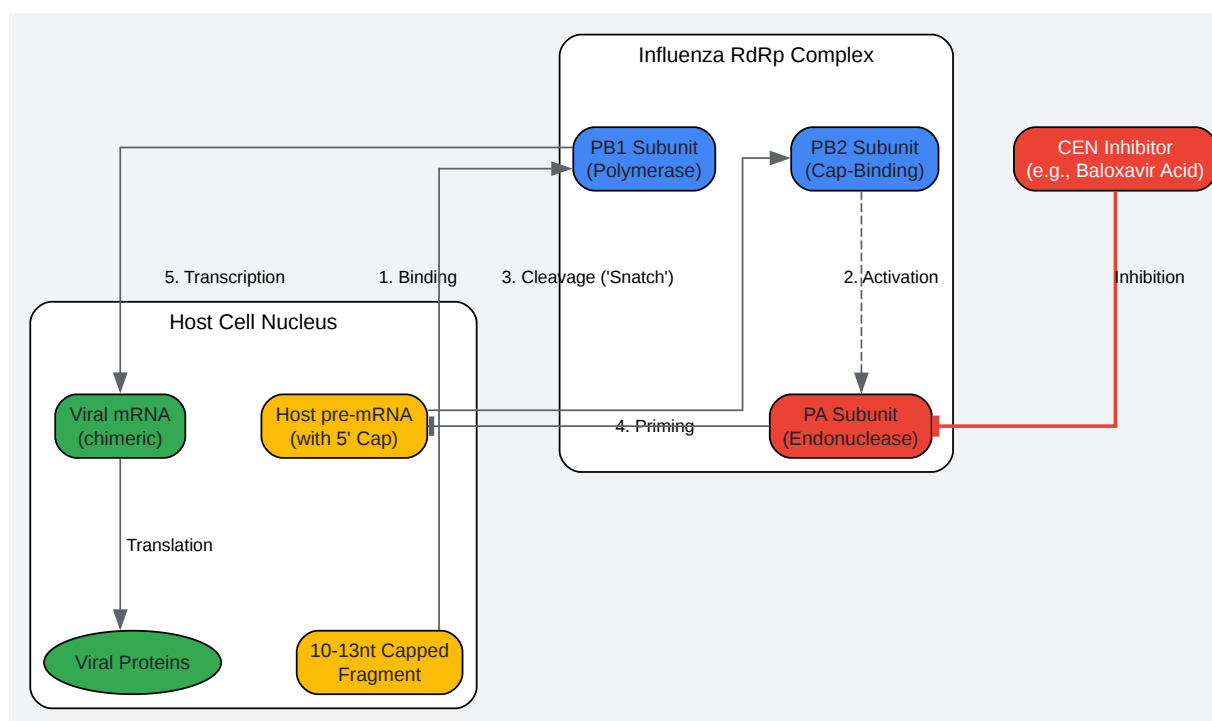 Influenza RdRp Complex
PB1 Subunit
(Polymerase)
PB2 Subunit
(Cap-Binding)
CEN Inhibitor
(e.g., Baloxavir Acid)
5. Transcription
1. Binding
3. Cleavage ('Snatch')
2. Activation
Inhibition
Host Cell Nucleus
Viral mRNA
(chimeric)
Host pre-mRNA
(with 5' Cap)
4. Priming
PA Subunit
(Endonuclease)
Translation
Viral Proteins
10-13nt Capped
Fragment